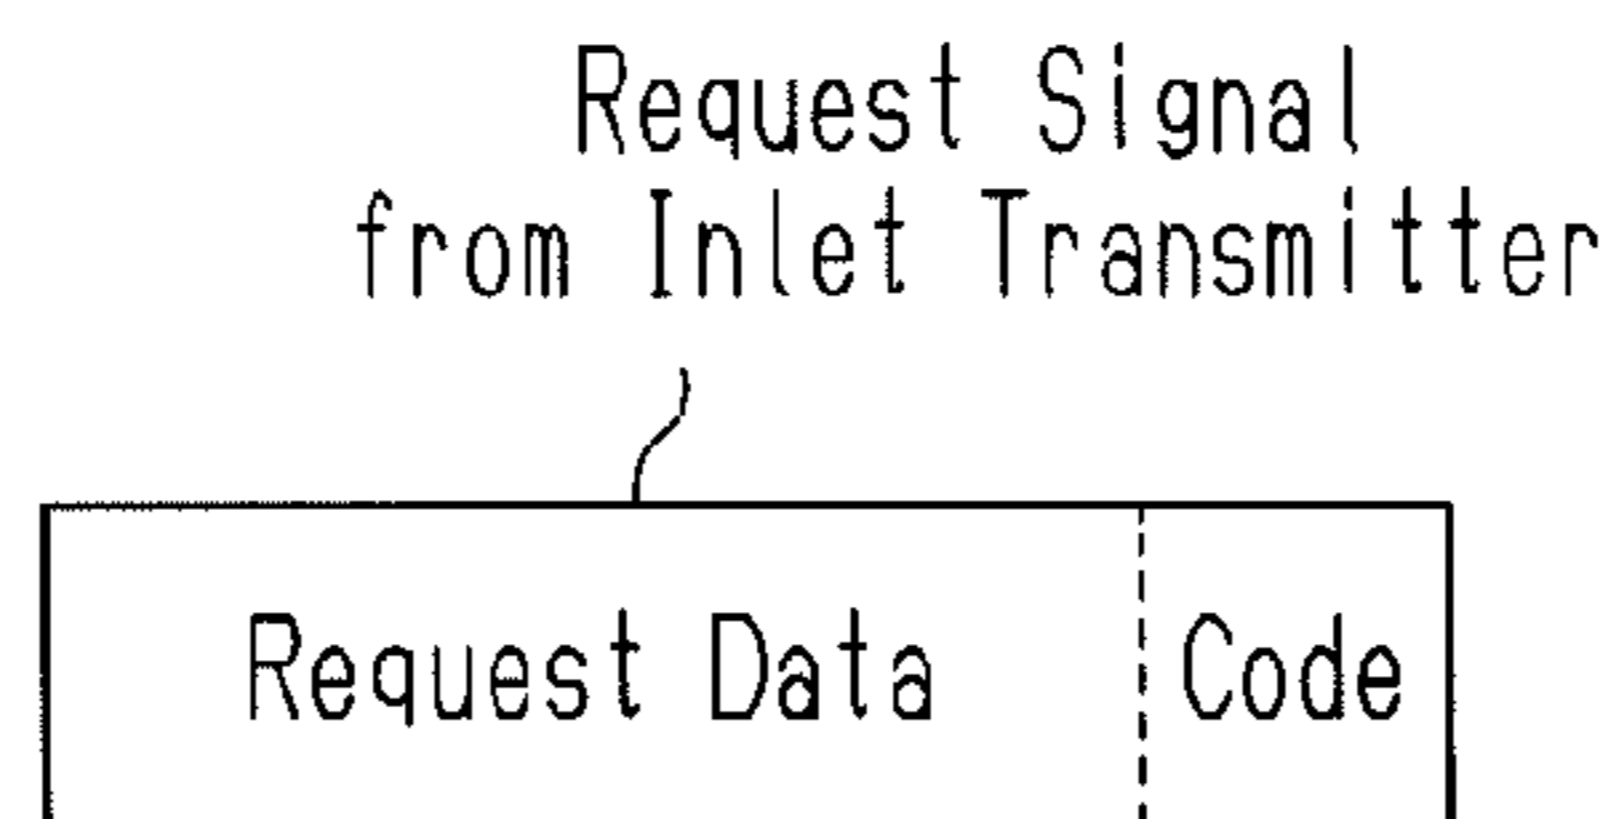 Request Signal
from Inlet Transmitter
Request Data Code